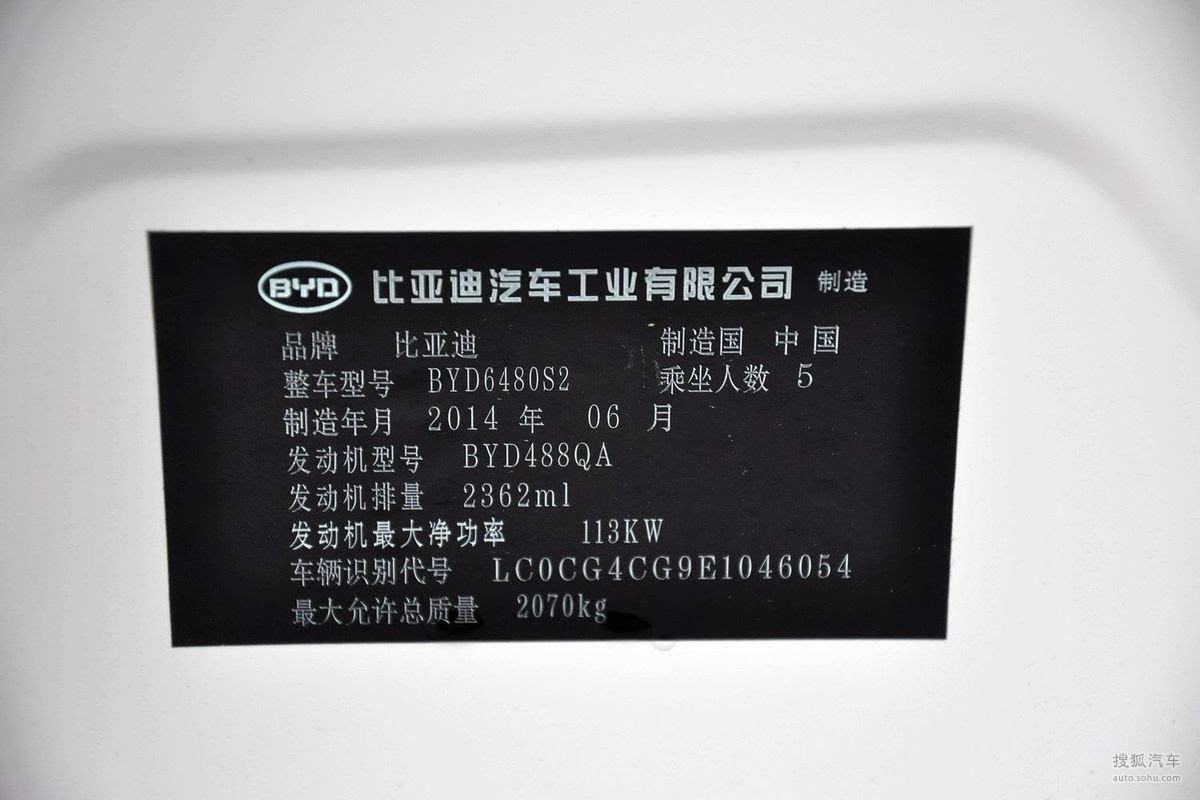 BYD 比亚迪汽车工业有限公司 制造
品牌 比亚迪 制造国 中国
整车型号 BYD6480S2 乘坐人数 5
制造年月 2014 年 06 月
发动机型号 BYD488QA
发动机排量 2362ml
发动机最大净功率 113KW
车辆识别代号 LC0CG4CG9E1046054
最大允许总质量 2070kg
搜狐汽车
auto.sohu.com